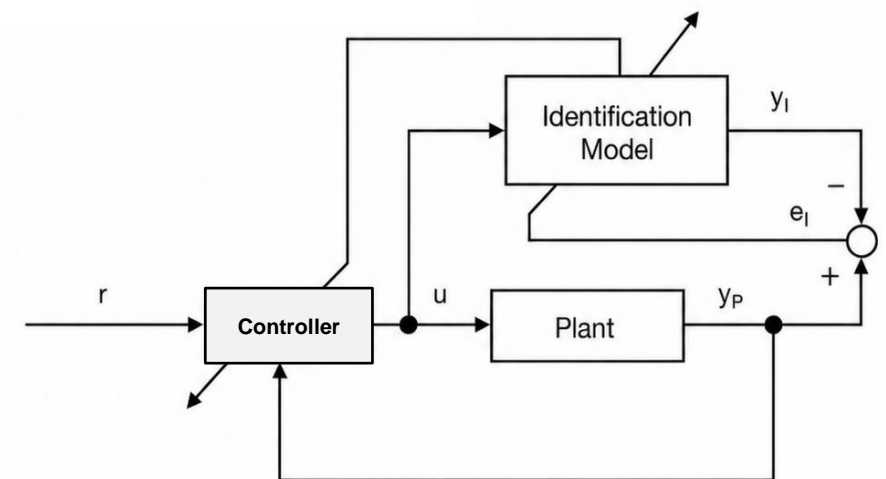 Identification
Model
y_I
−
e_I
+
r
Controller
u
Plant
y_P